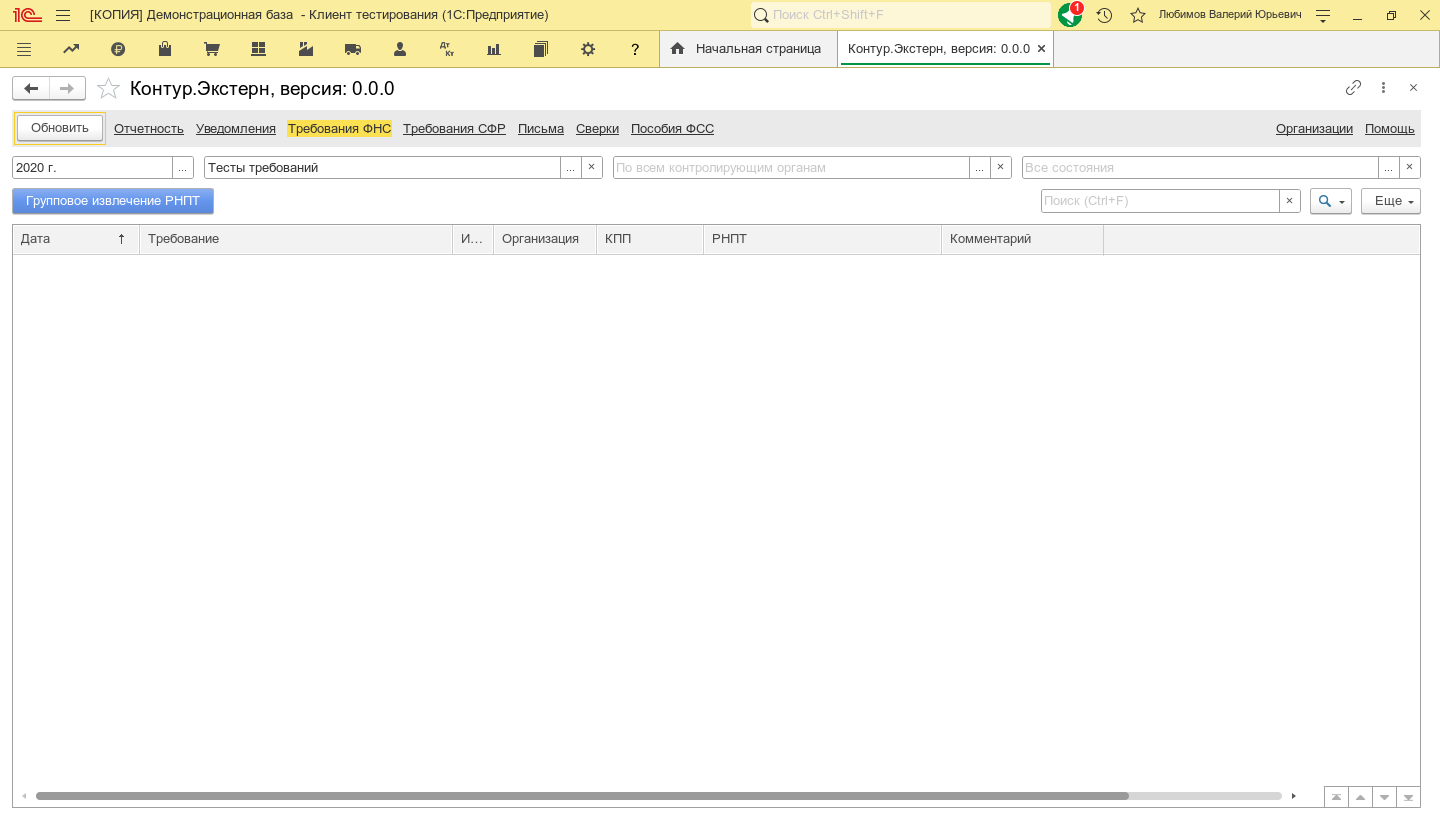 1С [КОПИЯ] Демонстрационная база - Клиент тестирования (1С:Предприятие) Поиск Ctrl+Shift+F 1 Любимов Валерий Юрьевич
Дт Кт ? Начальная страница Контур.Экстерн, версия: 0.0.0
Контур.Экстерн, версия: 0.0.0
Обновить Отчетность Уведомления Требования ФНС Требования СФР Письма Сверки Пособия ФСС Организации Помощь
2020 г. ... Тесты требований ... × По всем контролирующим органам ... × Все состояния ... ×
Групповое извлечение РНПТ Поиск (Ctrl+F) × Еще
Дата ↑ Требование И... Организация КПП РНПТ Комментарий